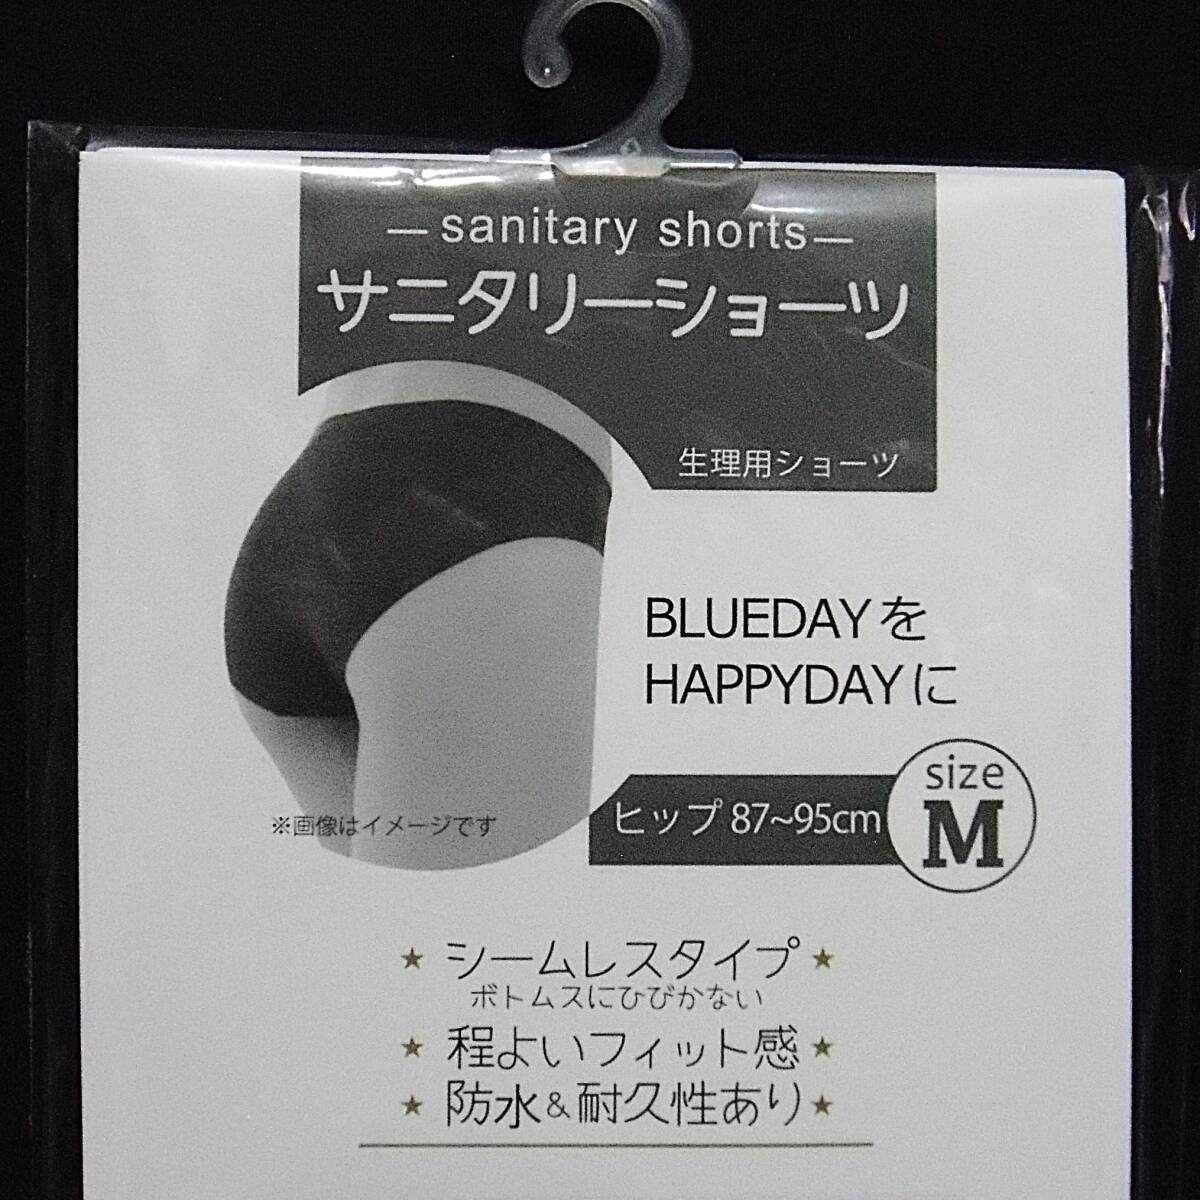 —sanitary shorts—
サニタリーショーツ
生理用ショーツ
BLUEDAYを
HAPPYDAYに
size
M
ヒップ 87~95cm
※画像はイメージです
★ シームレスタイプ ★
ボトムスにひびかない
★ 程よいフィット感 ★
★ 防水&耐久性あり ★